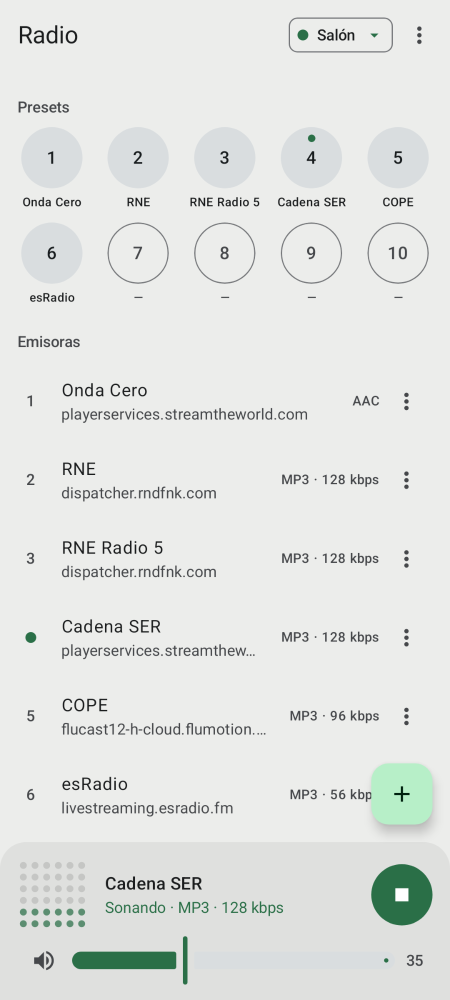 Radio
Salón
Presets
1 2 3 4 5
Onda Cero RNE RNE Radio 5 Cadena SER COPE
6 7 8 9 10
esRadio – – – –
Emisoras
1 Onda Cero AAC
playerservices.streamtheworld.com
2 RNE MP3 · 128 kbps
dispatcher.rndfnk.com
3 RNE Radio 5 MP3 · 128 kbps
dispatcher.rndfnk.com
Cadena SER MP3 · 128 kbps
playerservices.streamthew…
5 COPE MP3 · 96 kbps
flucast12-h-cloud.flumotion.…
6 esRadio MP3 · 56 kbp
livestreaming.esradio.fm
+
Cadena SER
Sonando · MP3 · 128 kbps
35